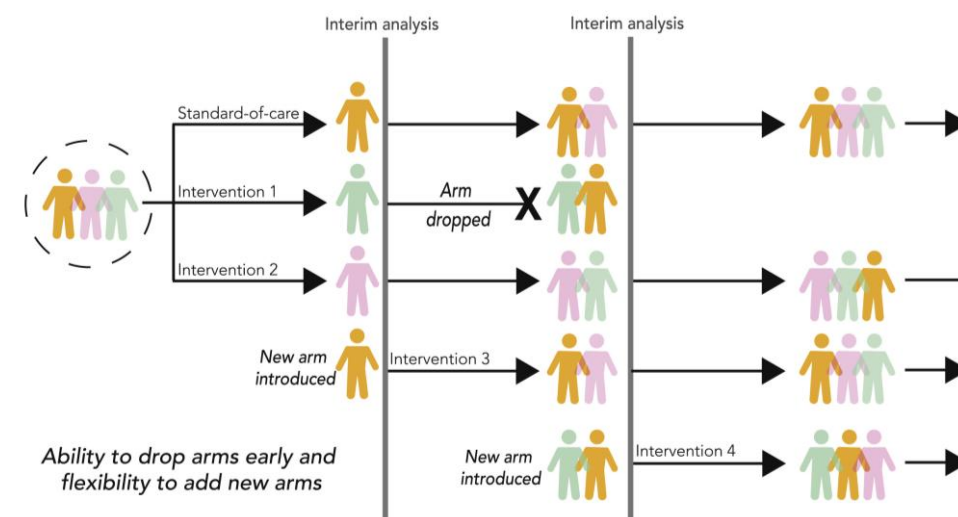 Interim analysis
Interim analysis
Standard-of-care
Intervention 1
Arm
dropped
X
Intervention 2
New arm
introduced
Intervention 3
Ability to drop arms early and
flexibility to add new arms
New arm
introduced
Intervention 4